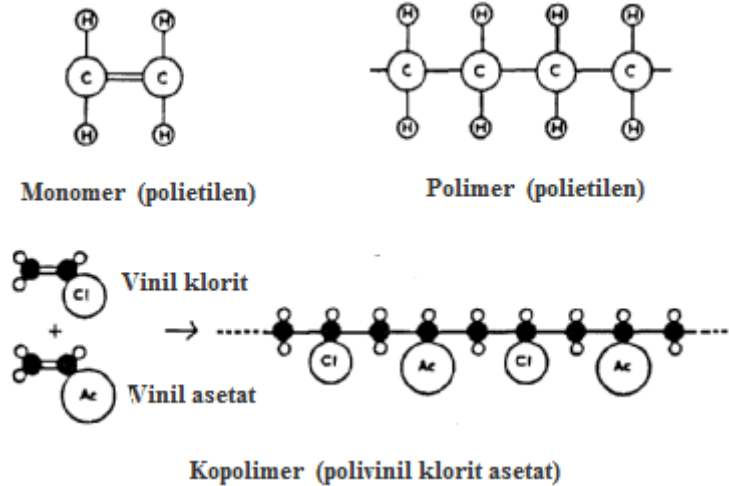 H H H H H H
C C C C C C
H H H H H H
Monomer (polietilen) Polimer (polietilen)
Vinil klorit
Cl
+
Cl Ac Cl Ac
Ac Vinil asetat
Kopolimer (polivinil klorit asetat)